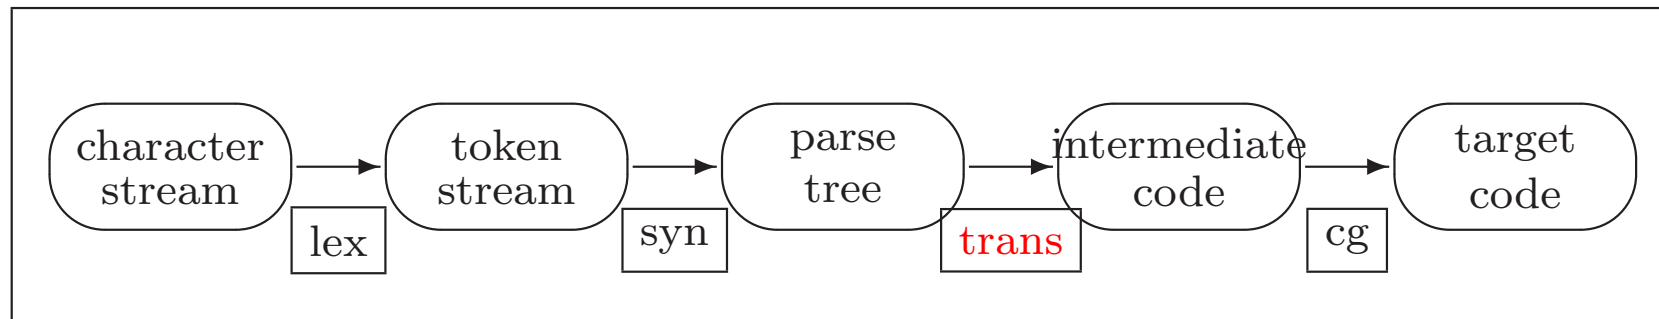 character
stream
token
stream
parse
tree
intermediate
code
target
code
lex
syn
trans
cg